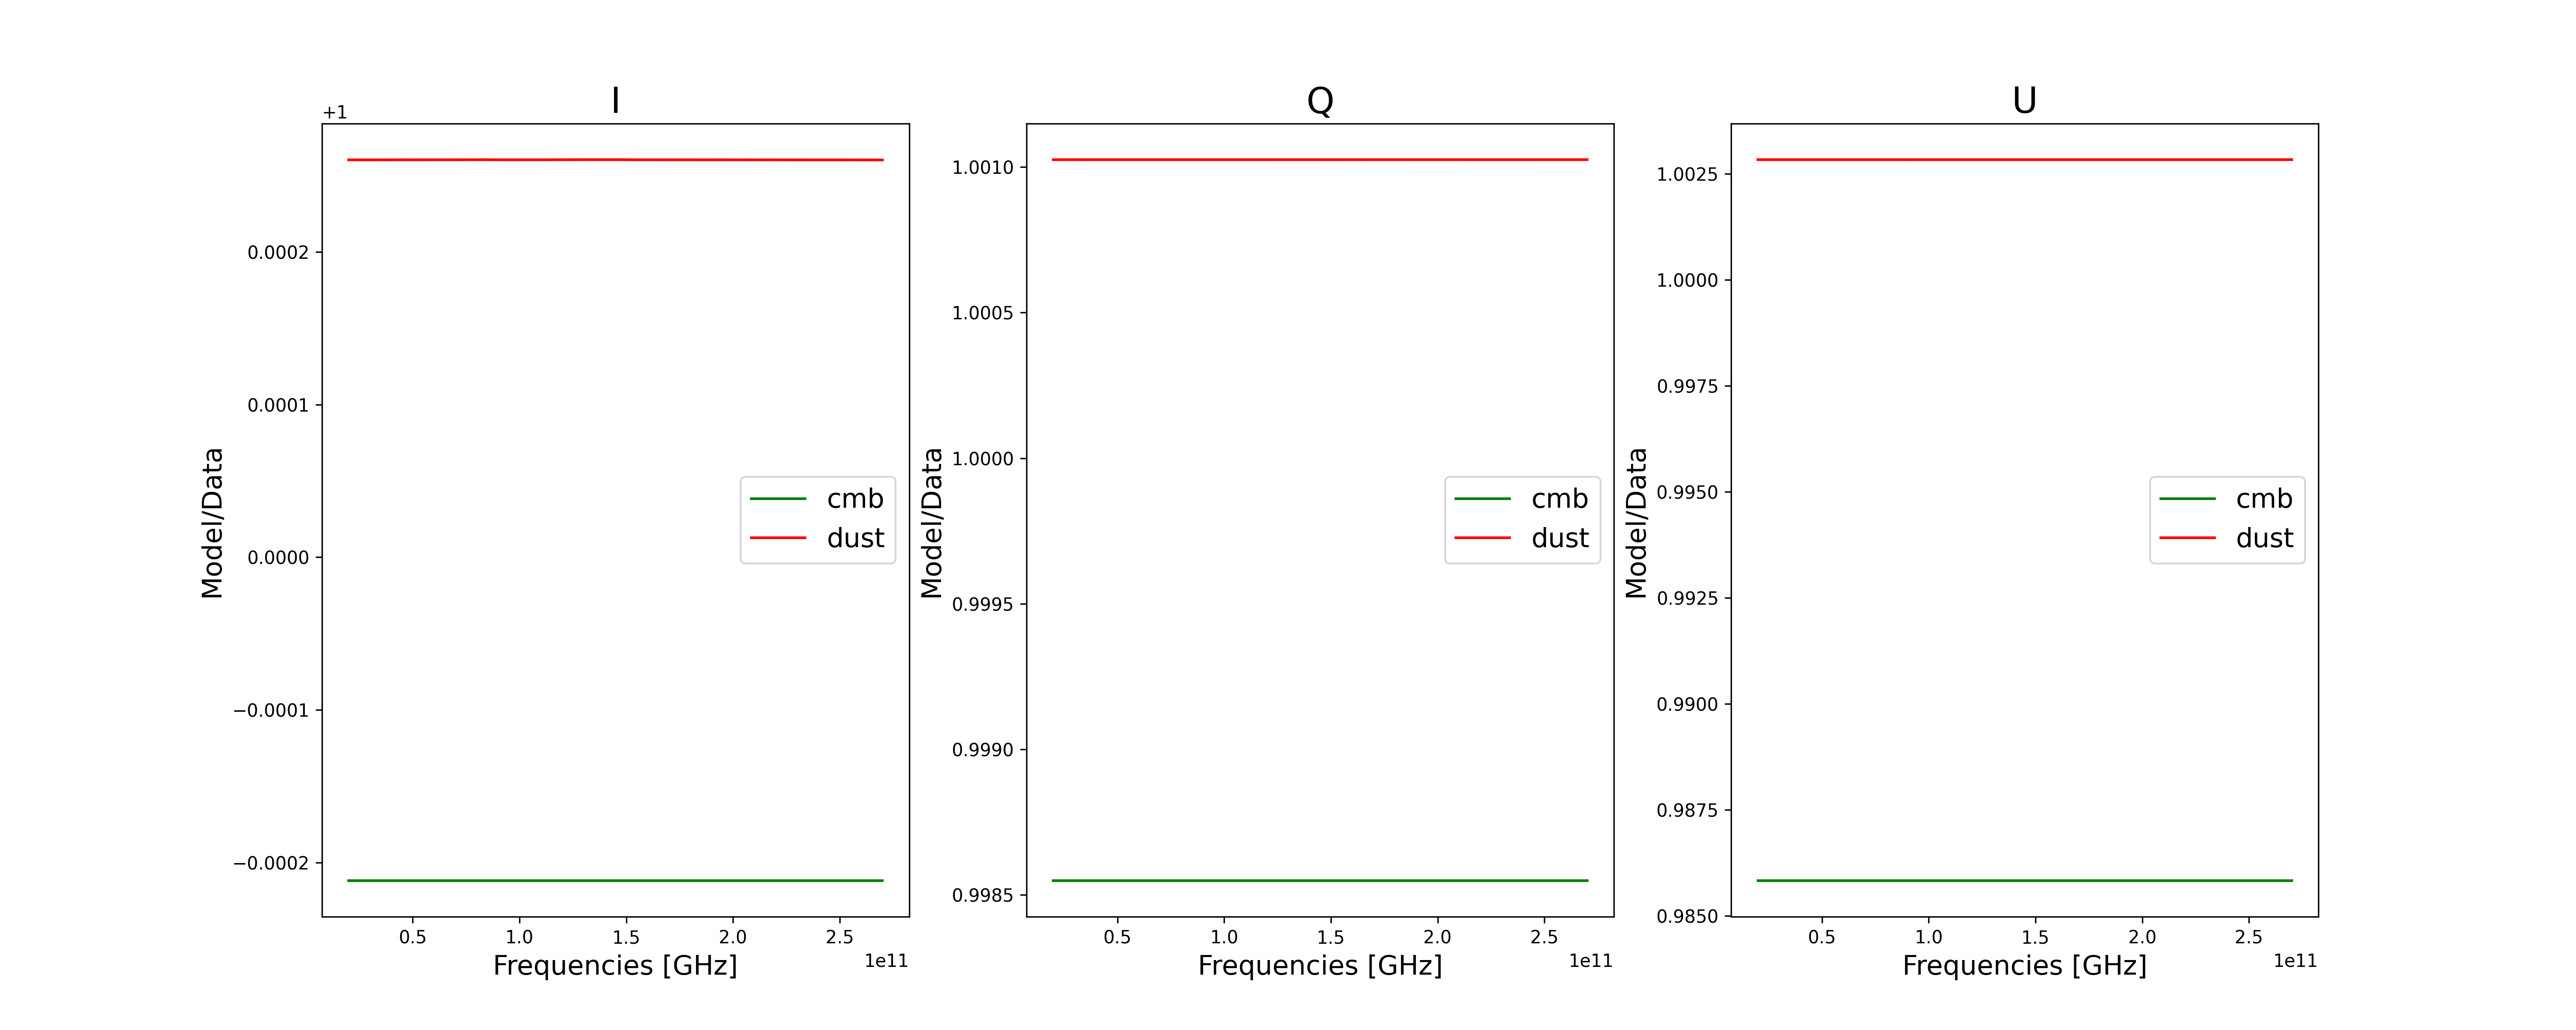 I
+1
0.0002
0.0001
0.0000
−0.0001
−0.0002
Model/Data
cmb
dust
0.5 1.0 1.5 2.0 2.5
1e11
Frequencies [GHz]
Q
1.0010
1.0005
1.0000
0.9995
0.9990
0.9985
Model/Data
cmb
dust
0.5 1.0 1.5 2.0 2.5
1e11
Frequencies [GHz]
U
1.0025
1.0000
0.9975
0.9950
0.9925
0.9900
0.9875
0.9850
Model/Data
cmb
dust
0.5 1.0 1.5 2.0 2.5
1e11
Frequencies [GHz]